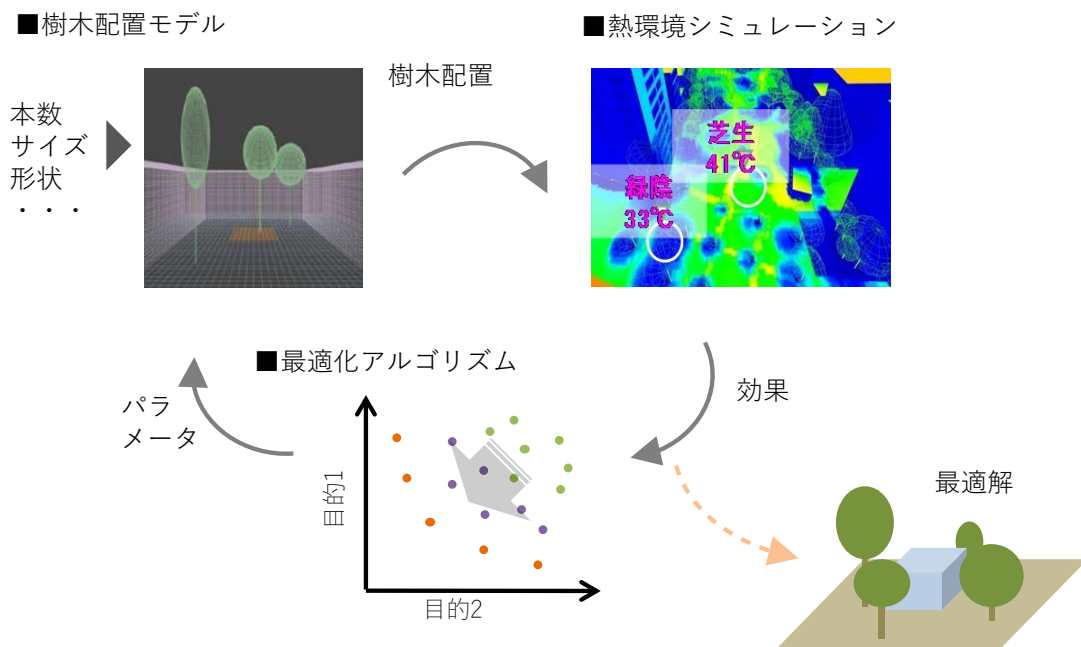 ■樹木配置モデル
■熱環境シミュレーション
本数
サイズ
形状
・・・
樹木配置
芝生
41℃
緑陰
33℃
■最適化アルゴリズム
パラ
メータ
効果
目的1
目的2
最適解